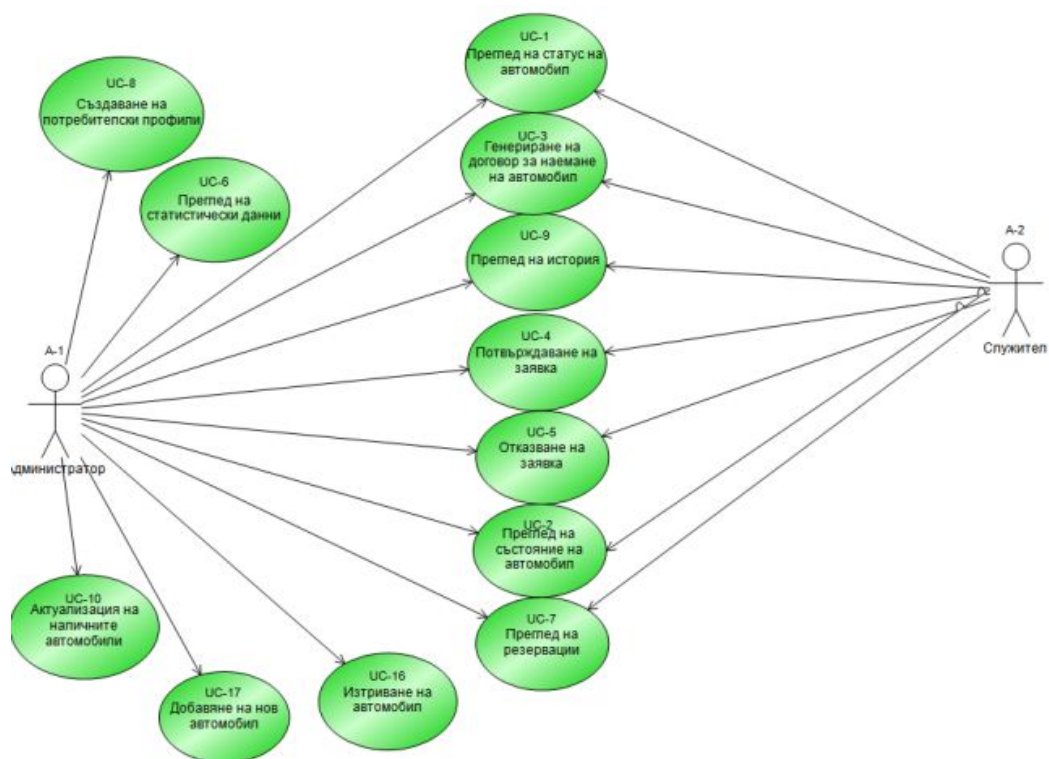 UC-1
Преглед на статус на
автомобил
UC-8
Създаване на
потребителски профили
UC-3
Генериране на
договор за наемане
на автомобил
UC-6
Преглед на
статистически данни
UC-9
Преглед на история
A-2
Служител
UC-4
Потвърждаване на
заявка
A-1
дминистратор
UC-5
Отказване на
заявка
UC-2
Преглед на
състояние на
автомобил
UC-10
Актуализация на
наличните
автомобили
UC-7
Преглед на
резервации
UC-17
Добавяне на нов
автомобил
UC-16
Изтриване на
автомобил